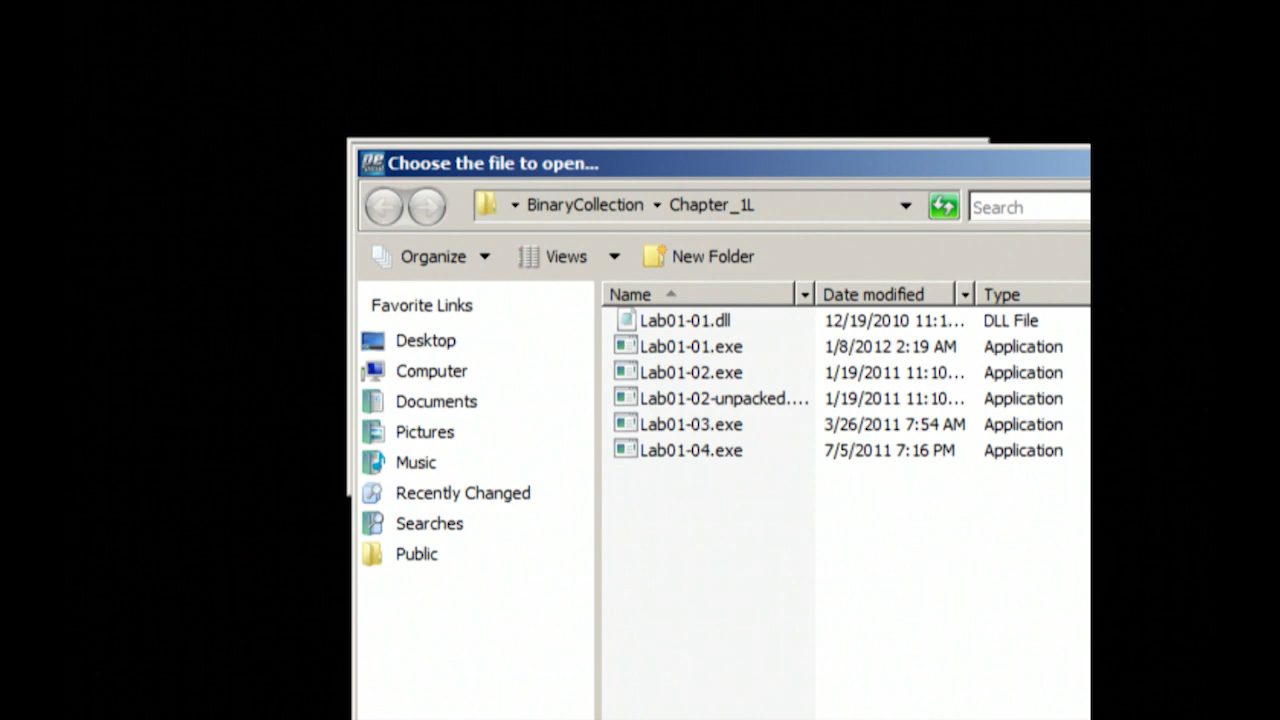 Choose the file to open...
BinaryCollection Chapter_1L Search
Organize Views New Folder
Favorite Links
Desktop
Computer
Documents
Pictures
Music
Recently Changed
Searches
Public
Name Date modified Type
Lab01-01.dll 12/19/2010 11:1... DLL File
Lab01-01.exe 1/8/2012 2:19 AM Application
Lab01-02.exe 1/19/2011 11:10... Application
Lab01-02-unpacked.... 1/19/2011 11:10... Application
Lab01-03.exe 3/26/2011 7:54 AM Application
Lab01-04.exe 7/5/2011 7:16 PM Application